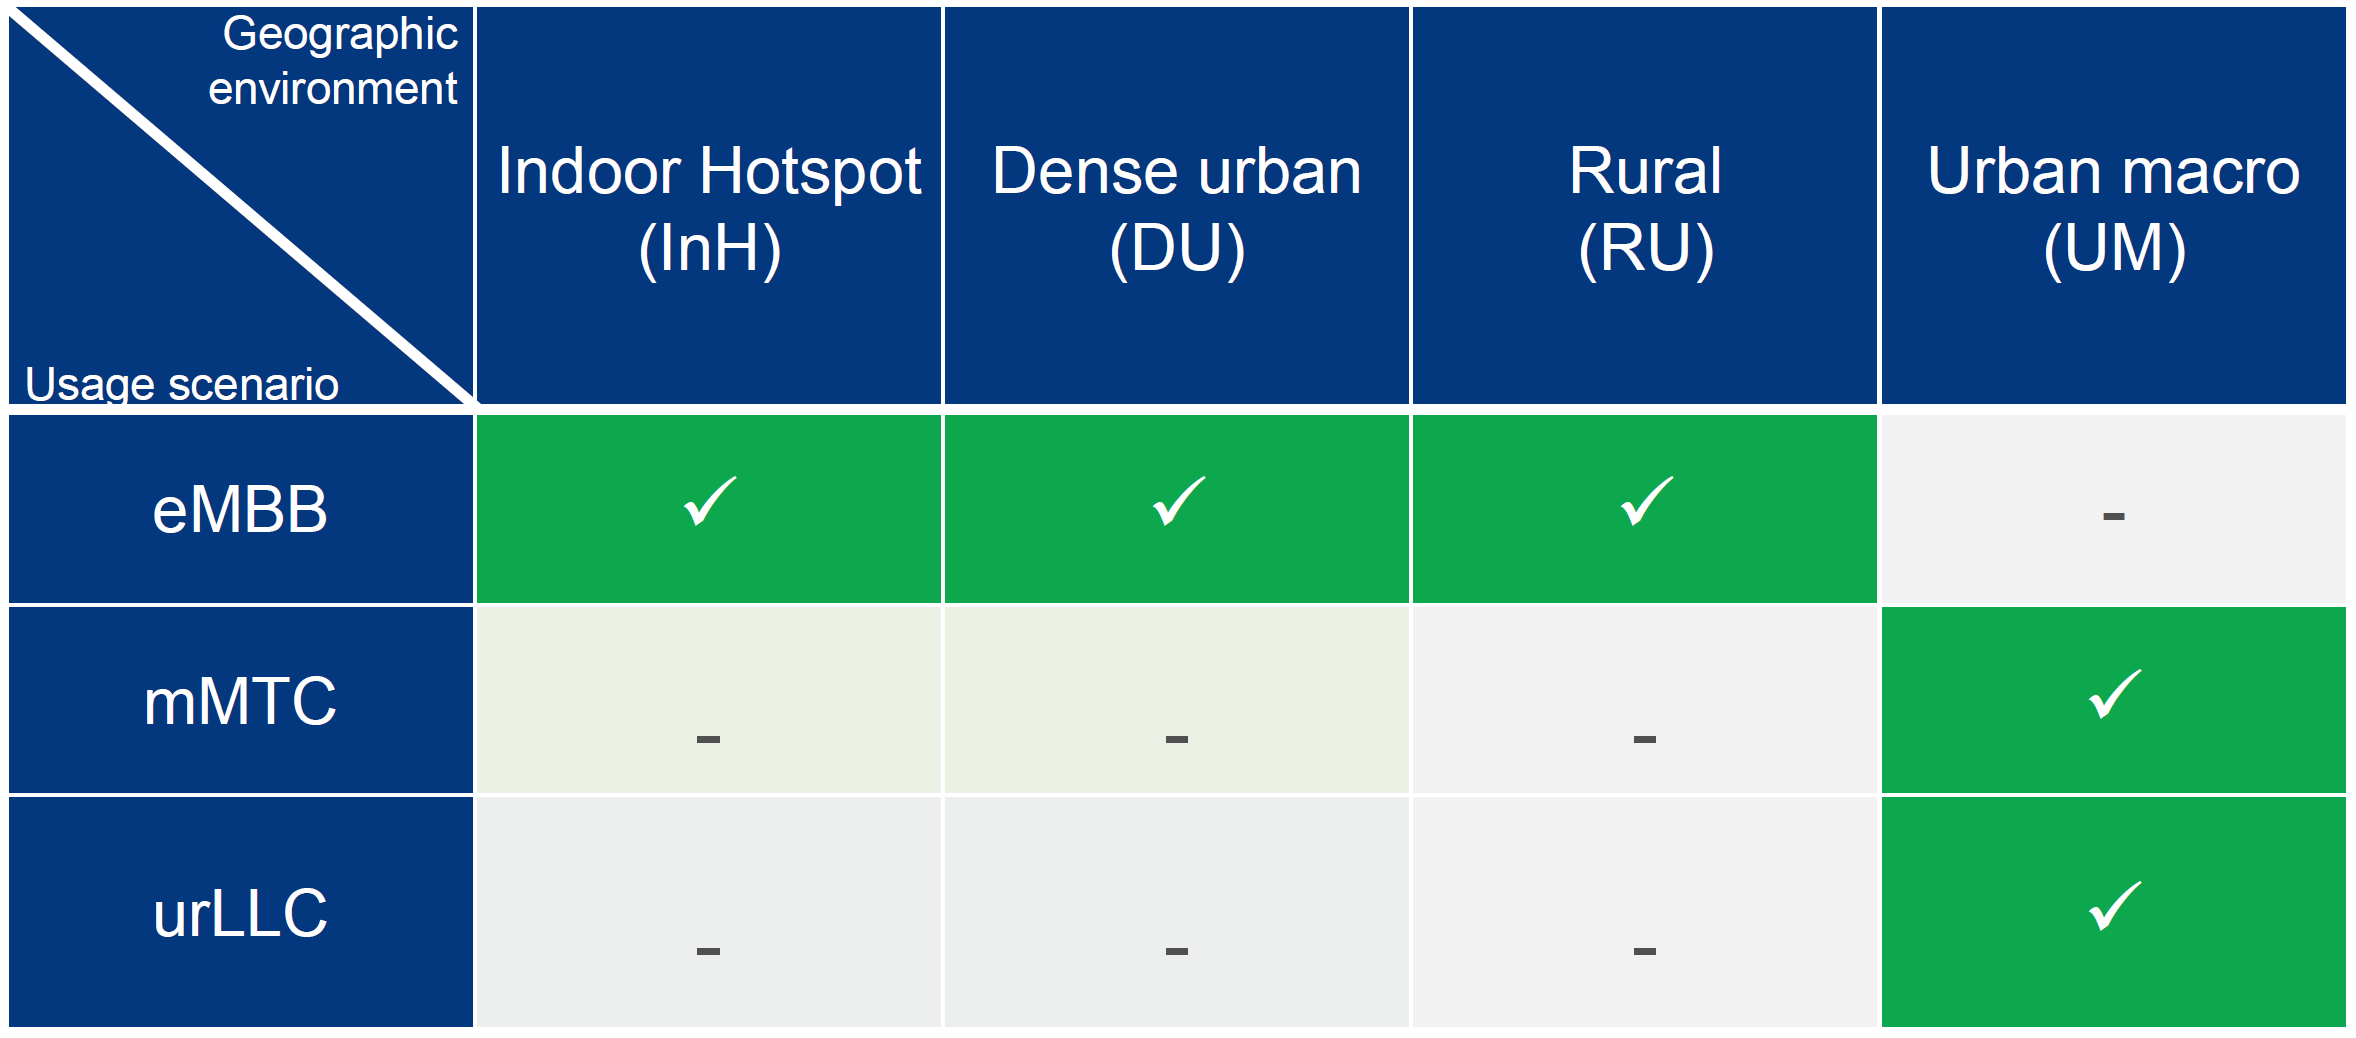 Geographic
environment
Usage scenario
Indoor Hotspot
(InH)
Dense urban
(DU)
Rural
(RU)
Urban macro
(UM)
eMBB
✓ ✓ ✓ -
mMTC
- - - ✓
urLLC
- - - ✓